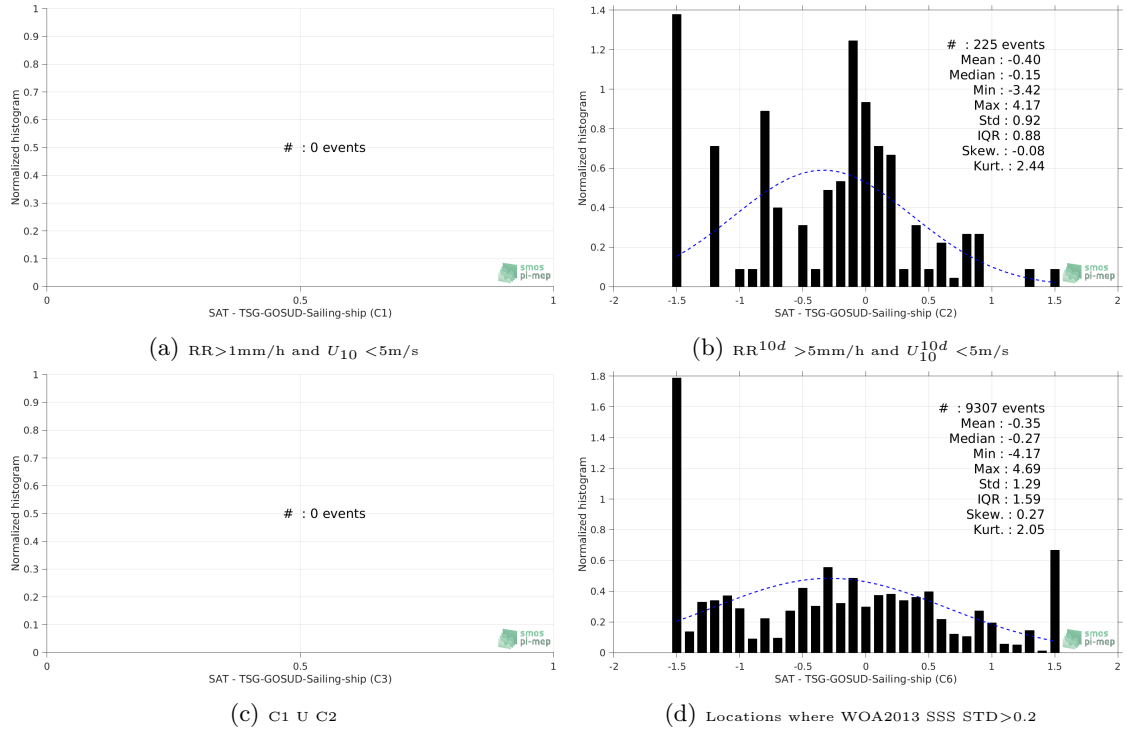 1
0.9
0.8
0.7
0.6
0.5
0.4
0.3
0.2
0.1
0
Normalized histogram
# : 0 events
smos
pi-mep
0 0.5 1
SAT - TSG-GOSUD-Sailing-ship (C1)
(a) RR>1mm/h and U10 <5m/s
1.4
1.2
1
0.8
0.6
0.4
0.2
0
Normalized histogram
# : 225 events
Mean : -0.40
Median : -0.15
Min : -3.42
Max : 4.17
Std : 0.92
IQR : 0.88
Skew. : -0.08
Kurt. : 2.44
smos
pi-mep
-2 -1.5 -1 -0.5 0 0.5 1 1.5 2
SAT - TSG-GOSUD-Sailing-ship (C2)
(b) RR10d >5mm/h and U10d10 <5m/s
1
0.9
0.8
0.7
0.6
0.5
0.4
0.3
0.2
0.1
0
Normalized histogram
# : 0 events
smos
pi-mep
0 0.5 1
SAT - TSG-GOSUD-Sailing-ship (C3)
(c) C1 U C2
1.8
1.6
1.4
1.2
1
0.8
0.6
0.4
0.2
0
Normalized histogram
# : 9307 events
Mean : -0.35
Median : -0.27
Min : -4.17
Max : 4.69
Std : 1.29
IQR : 1.59
Skew. : 0.27
Kurt. : 2.05
smos
pi-mep
-2 -1.5 -1 -0.5 0 0.5 1 1.5 2
SAT - TSG-GOSUD-Sailing-ship (C6)
(d) Locations where WOA2013 SSS STD>0.2